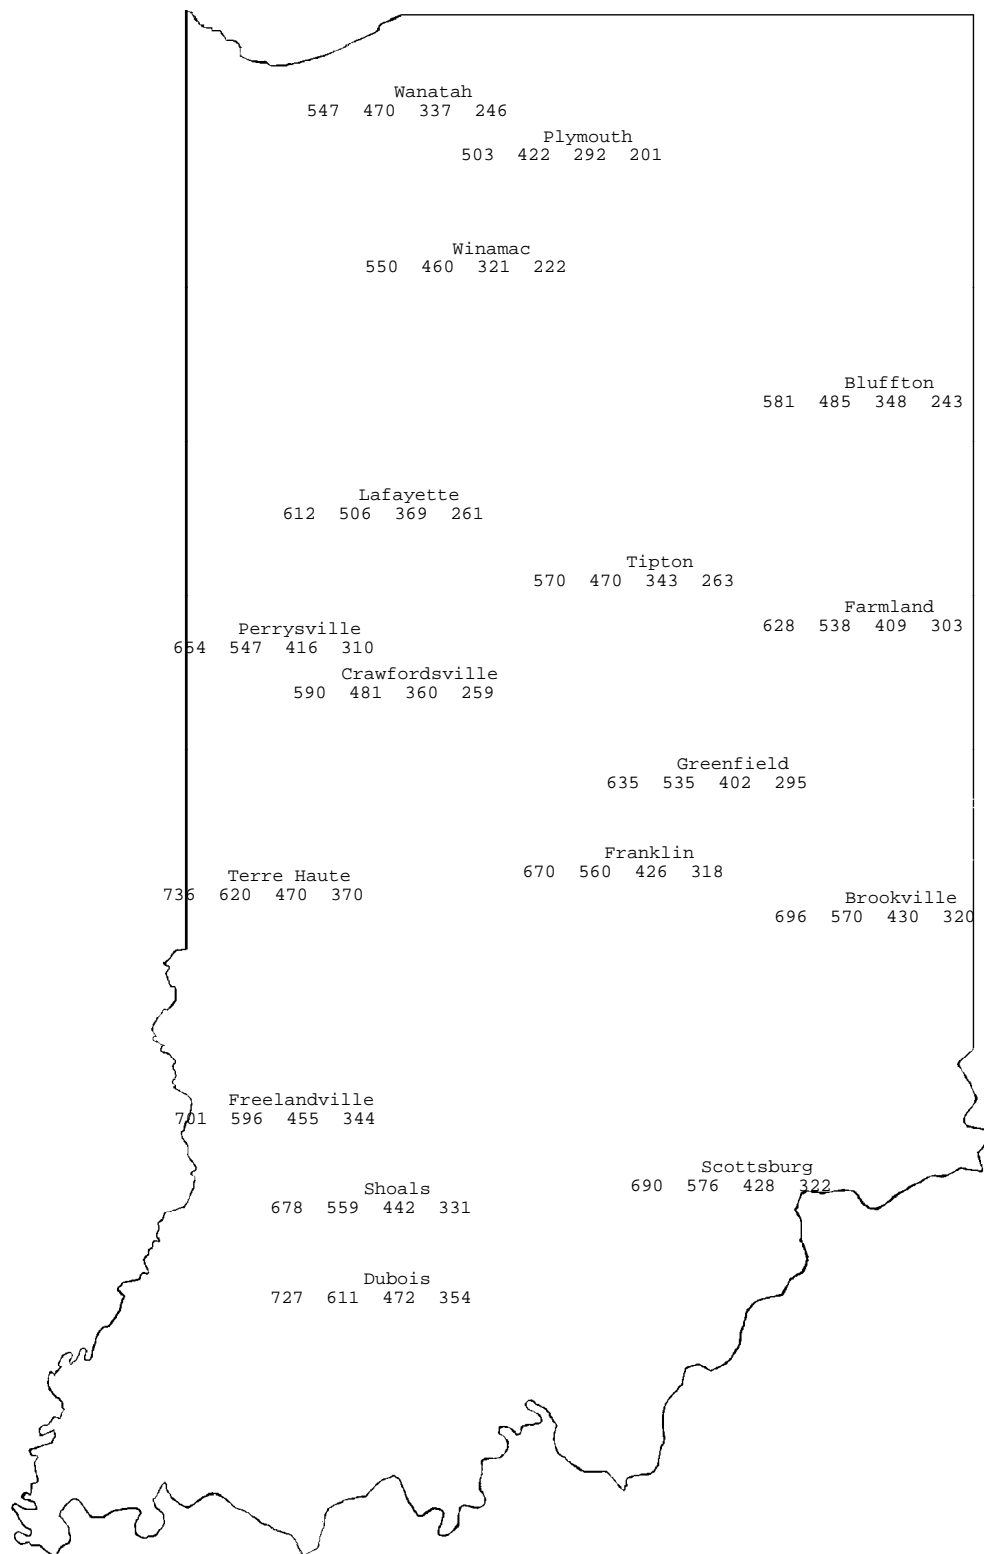 Wanatah
547 470 337 246
Plymouth
503 422 292 201
Winamac
550 460 321 222
Bluffton
581 485 348 243
Lafayette
612 506 369 261
Tipton
570 470 343 263
Farmland
628 538 409 303
Perrysville
654 547 416 310
Crawfordsville
590 481 360 259
Greenfield
635 535 402 295
Franklin
670 560 426 318
Terre Haute
736 620 470 370
Brookville
696 570 430 320
Freelandville
701 596 455 344
Scottsburg
690 576 428 322
Shoals
678 559 442 331
Dubois
727 611 472 354